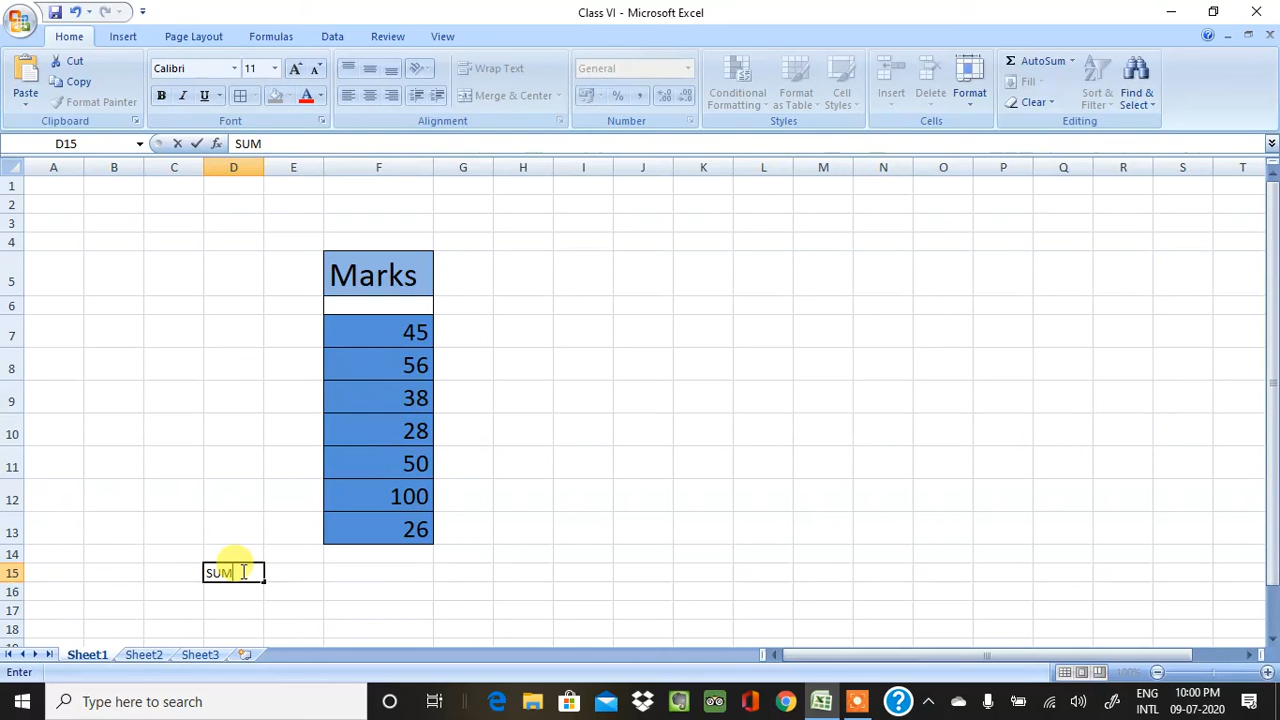 Class VI - Microsoft Excel
Home Insert Page Layout Formulas Data Review View
Paste
Cut
Copy
Format Painter
Clipboard
Calibri 11
B I U
Font
Wrap Text
Merge & Center
Alignment
General
% ,
Number
Conditional Formatting
Format as Table
Cell Styles
Styles
Insert Delete Format
Cells
Σ AutoSum
Fill
Clear
Sort & Filter
Find & Select
Editing
D15 fx SUM
A B C D E F G H I J K L M N O P Q R S T
1
2
3
4
5 Marks
6
7 45
8 56
9 38
10 28
11 50
12 100
13 26
14
15 SUM
16
17
18
Sheet1 Sheet2 Sheet3
Enter 100%
Type here to search
ENG 10:00 PM
INTL 09-07-2020